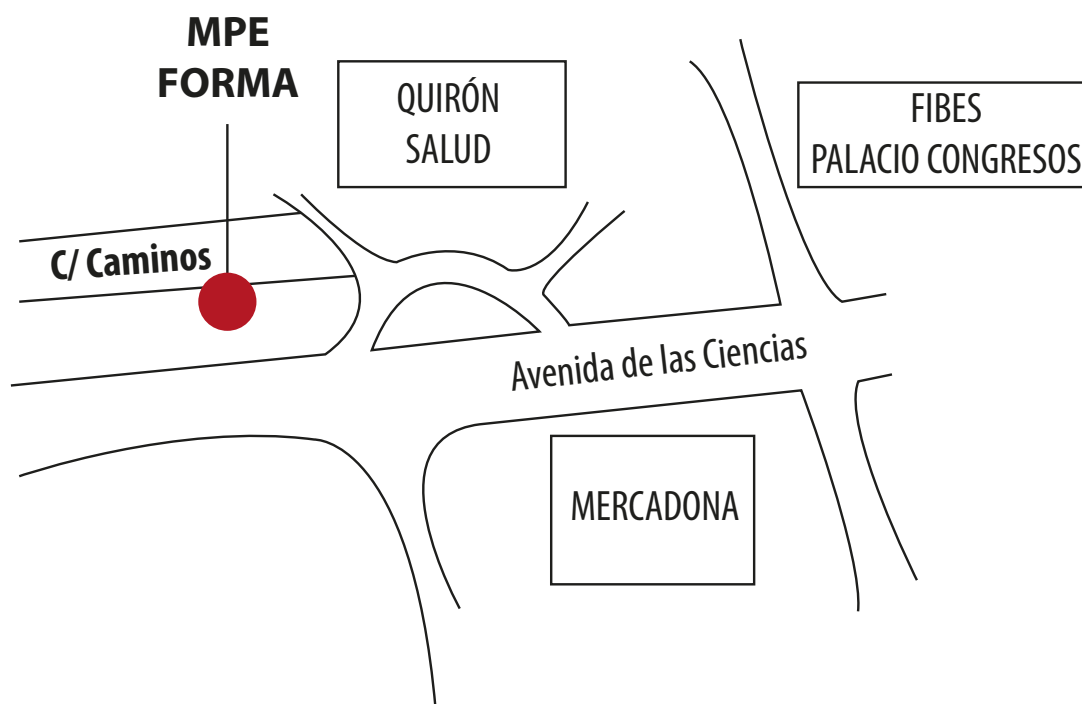 MPE
FORMA
QUIRÓN
SALUD
FIBES
PALACIO CONGRESOS
C/ Caminos
Avenida de las Ciencias
MERCADONA